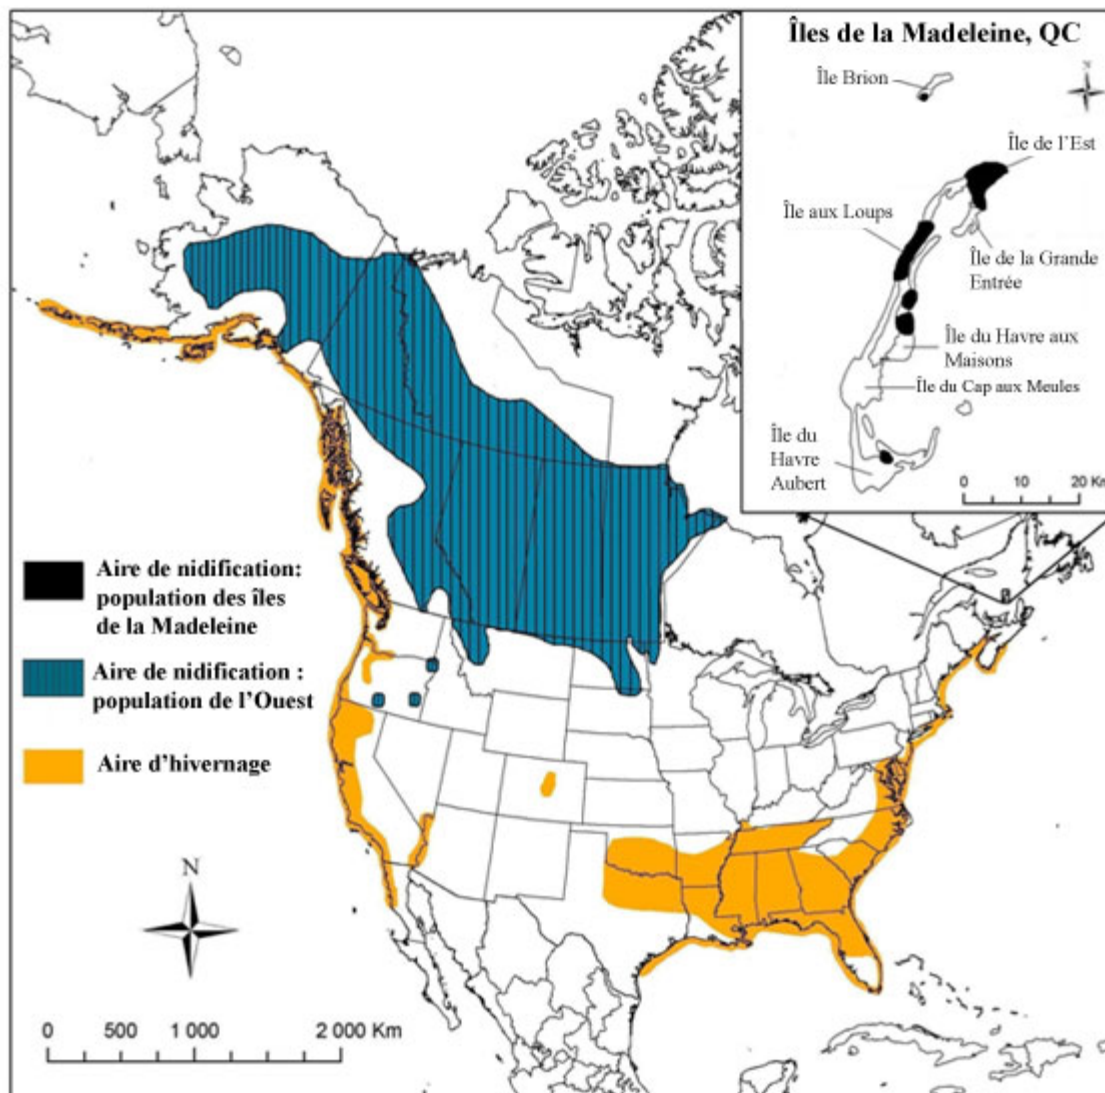 Îles de la Madeleine, QC
Île Brion
N
Île de l'Est
Île aux Loups
Île de la Grande
Entrée
Île du Havre aux
Maisons
Île du Cap aux Meules
Île du
Havre
Aubert
0 10 20 Km
Aire de nidification:
population des îles
de la Madeleine
Aire de nidification :
population de l'Ouest
Aire d'hivernage
N
0 500 1 000 2 000 Km